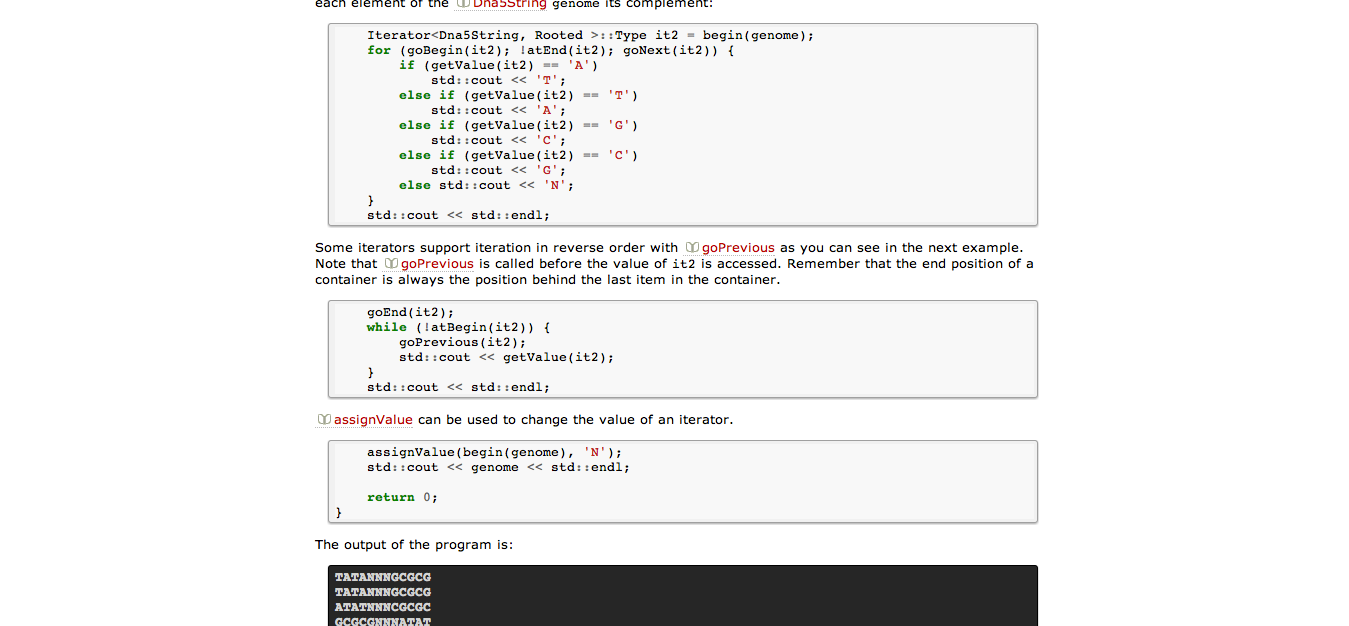 each element of the Dna5String genome its complement:
Iterator<Dna5String, Rooted >::Type it2 = begin(genome);
for (goBegin(it2); !atEnd(it2); goNext(it2)) {
if (getValue(it2) == 'A')
std::cout << 'T';
else if (getValue(it2) == 'T')
std::cout << 'A';
else if (getValue(it2) == 'G')
std::cout << 'C';
else if (getValue(it2) == 'C')
std::cout << 'G';
else std::cout << 'N';
}
std::cout << std::endl;
Some iterators support iteration in reverse order with goPrevious as you can see in the next example.
Note that goPrevious is called before the value of it2 is accessed. Remember that the end position of a
container is always the position behind the last item in the container.
goEnd(it2);
while (!atBegin(it2)) {
goPrevious(it2);
std::cout << getValue(it2);
}
std::cout << std::endl;
assignValue can be used to change the value of an iterator.
assignValue(begin(genome), 'N');
std::cout << genome << std::endl;
return 0;
}
The output of the program is:
TATANNNGCGCG
TATANNNGCGCG
ATATNNNCGCGC
GCGCGNNNATAT